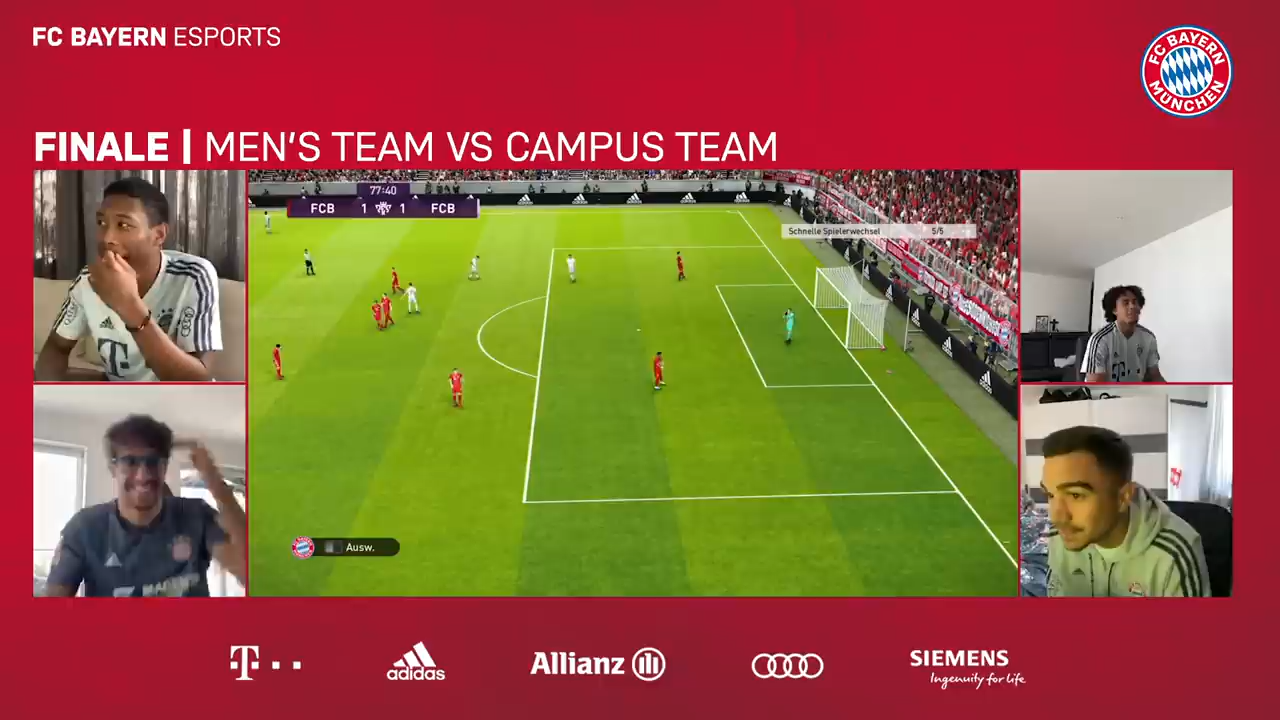 FC BAYERN ESPORTS
FC BAYERN
MÜNCHEN
FINALE | MEN'S TEAM VS CAMPUS TEAM
77:40
FCB 1 1 FCB
Schnelle Spielerwechsel 5/5
adidas
Ausw.
T
T
T · ·
adidas
Allianz
SIEMENS
Ingenuity for life